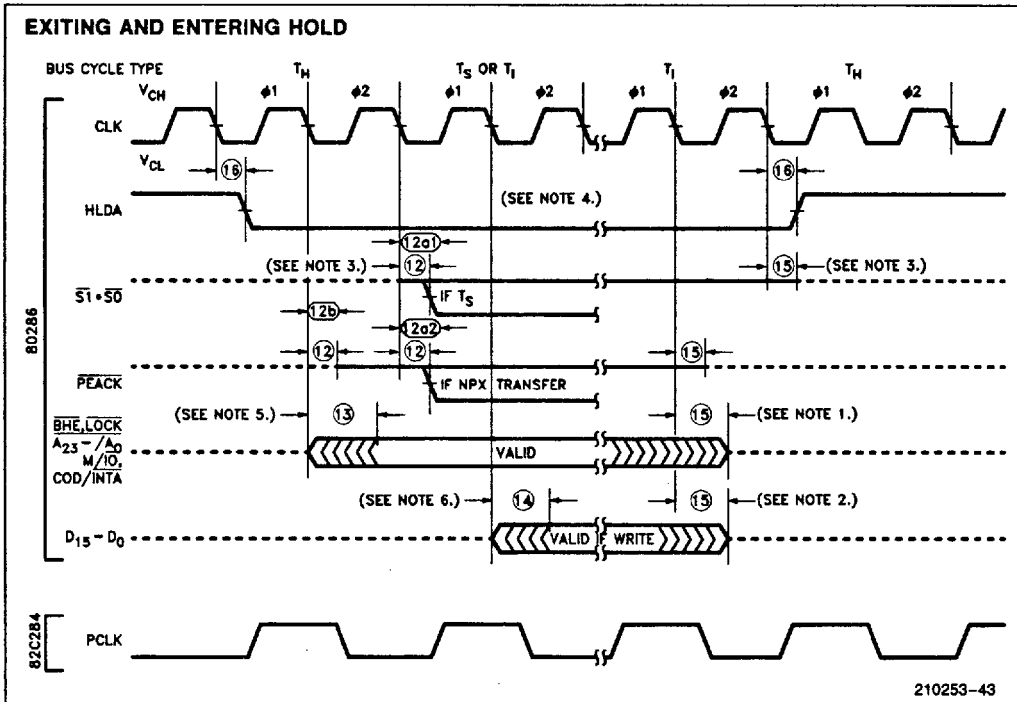 EXITING AND ENTERING HOLD
BUS CYCLE TYPE T_H T_S OR T_I T_I T_H
V_CH φ1 φ2 φ1 φ2 φ1 φ2 φ1 φ2
CLK
V_CL
16 16
HLDA (SEE NOTE 4.)
12a1
(SEE NOTE 3.) 12 15 (SEE NOTE 3.)
S1•S0 IF T_S
12b 12a2
12 12 15
PEACK IF NPX TRANSFER
80286
(SEE NOTE 5.) 13 15 (SEE NOTE 1.)
BHE,LOCK
A23-/A0
M/IO,
COD/INTA
VALID
(SEE NOTE 6.) 14 15 (SEE NOTE 2.)
D15-D0 VALID IF WRITE
82C284
PCLK
210253-43